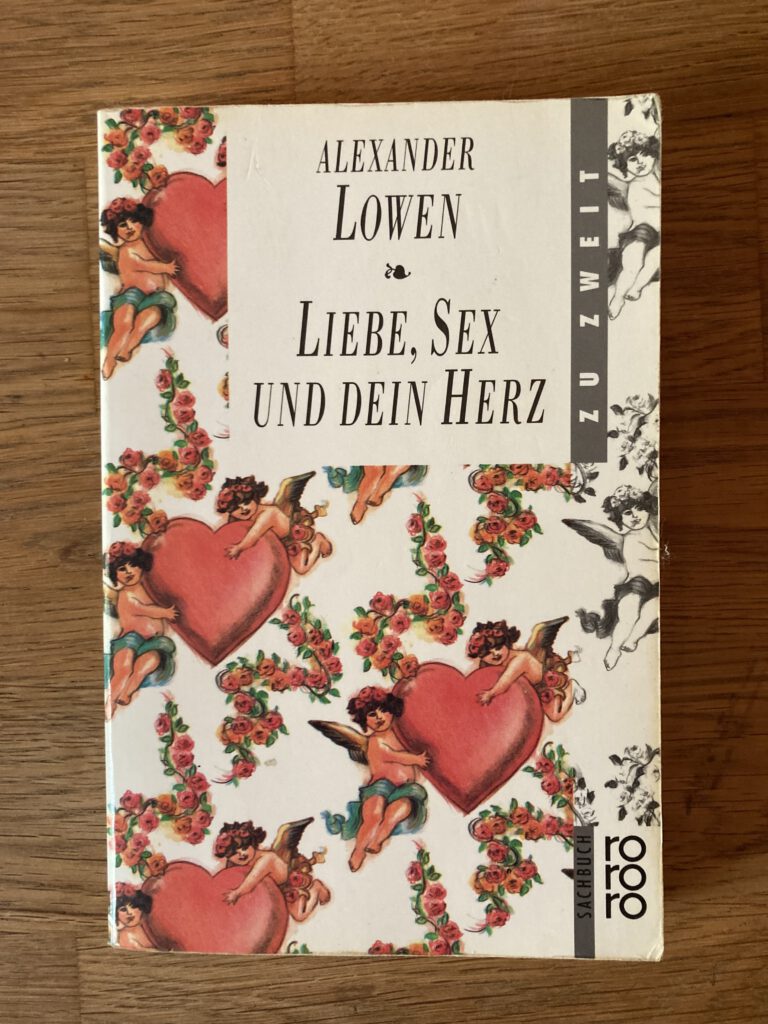 ALEXANDER
LOWEN
LIEBE, SEX
UND DEIN HERZ
ZU ZWEIT
SACHBUCH
ro
ro
ro